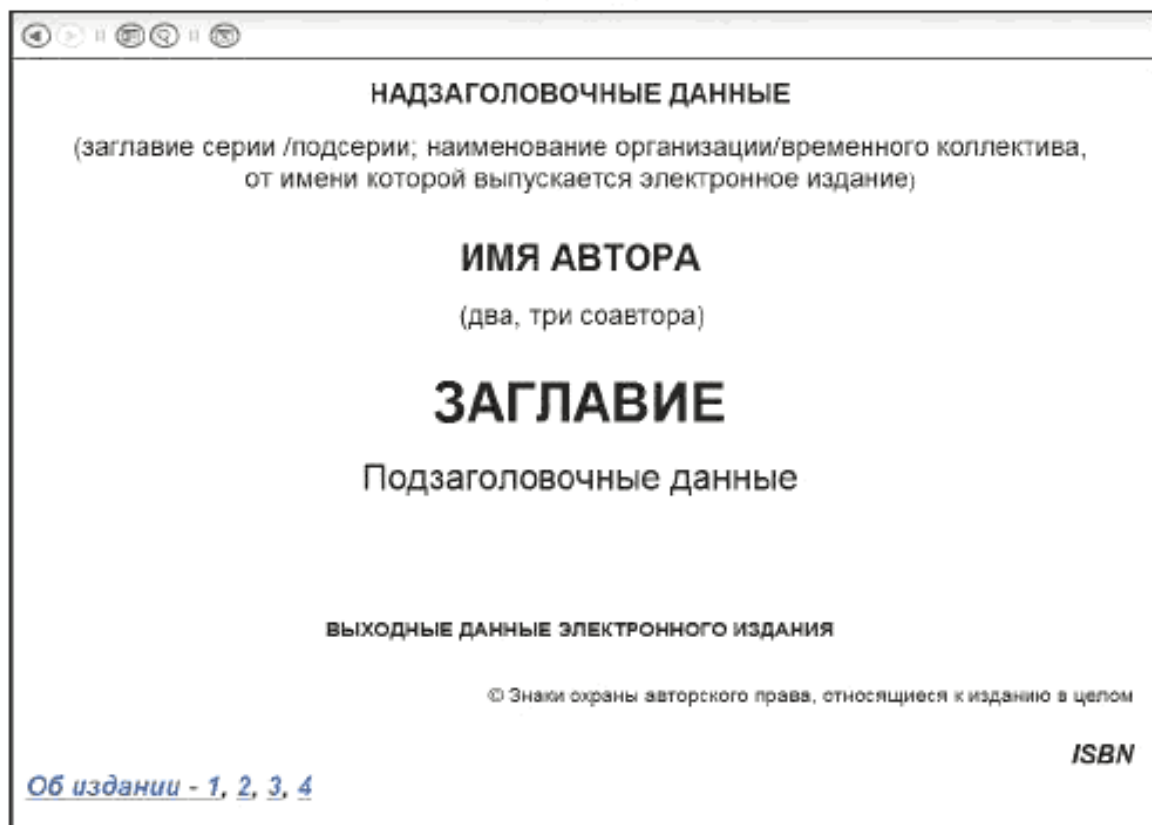 НАДЗАГОЛОВОЧНЫЕ ДАННЫЕ
(заглавие серии /подсерии; наименование организации/временного коллектива,
от имени которой выпускается электронное издание)
ИМЯ АВТОРА
(два, три соавтора)
ЗАГЛАВИЕ
Подзаголовочные данные
ВЫХОДНЫЕ ДАННЫЕ ЭЛЕКТРОННОГО ИЗДАНИЯ
© Знаки охраны авторского права, относящиеся к изданию в целом
ISBN
Об издании - 1, 2, 3, 4